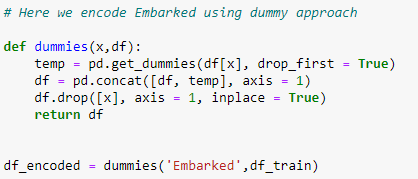 # Here we encode Embarked using dummy approach
def dummies(x,df):
    temp = pd.get_dummies(df[x], drop_first = True)
    df = pd.concat([df, temp], axis = 1)
    df.drop([x], axis = 1, inplace = True)
    return df
df_encoded = dummies('Embarked',df_train)